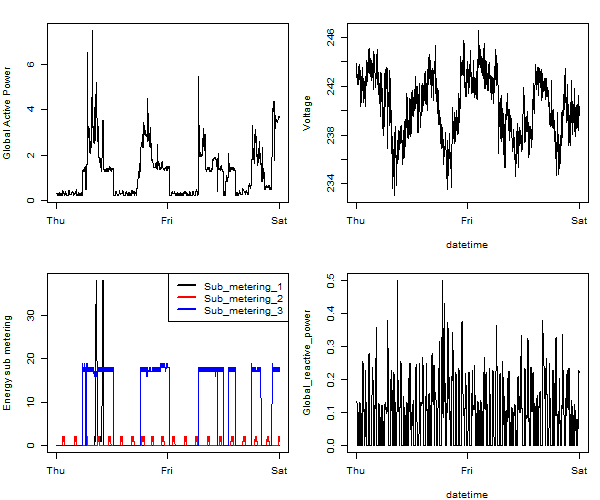 Global Active Power
0 2 4 6
Thu Fri Sat
Voltage
234 238 242 246
Thu Fri Sat
datetime
Energy sub metering
0 10 20 30
Sub_metering_1
Sub_metering_2
Sub_metering_3
Thu Fri Sat
Global_reactive_power
0.0 0.1 0.2 0.3 0.4 0.5
Thu Fri Sat
datetime